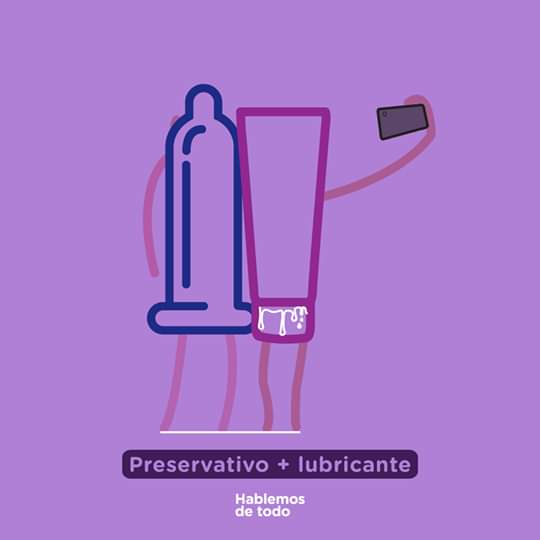 Preservativo + lubricante
Hablemos
de todo